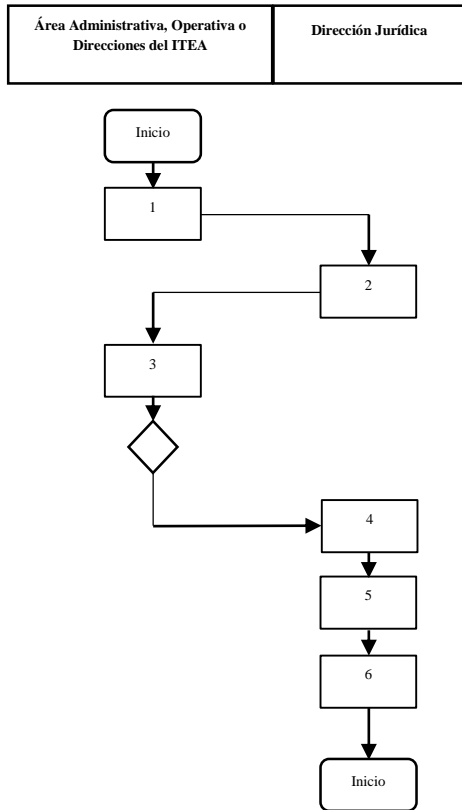 Área Administrativa, Operativa o
Direcciones del ITEA
Dirección Jurídica
Inicio
1
2
3
4
5
6
Inicio